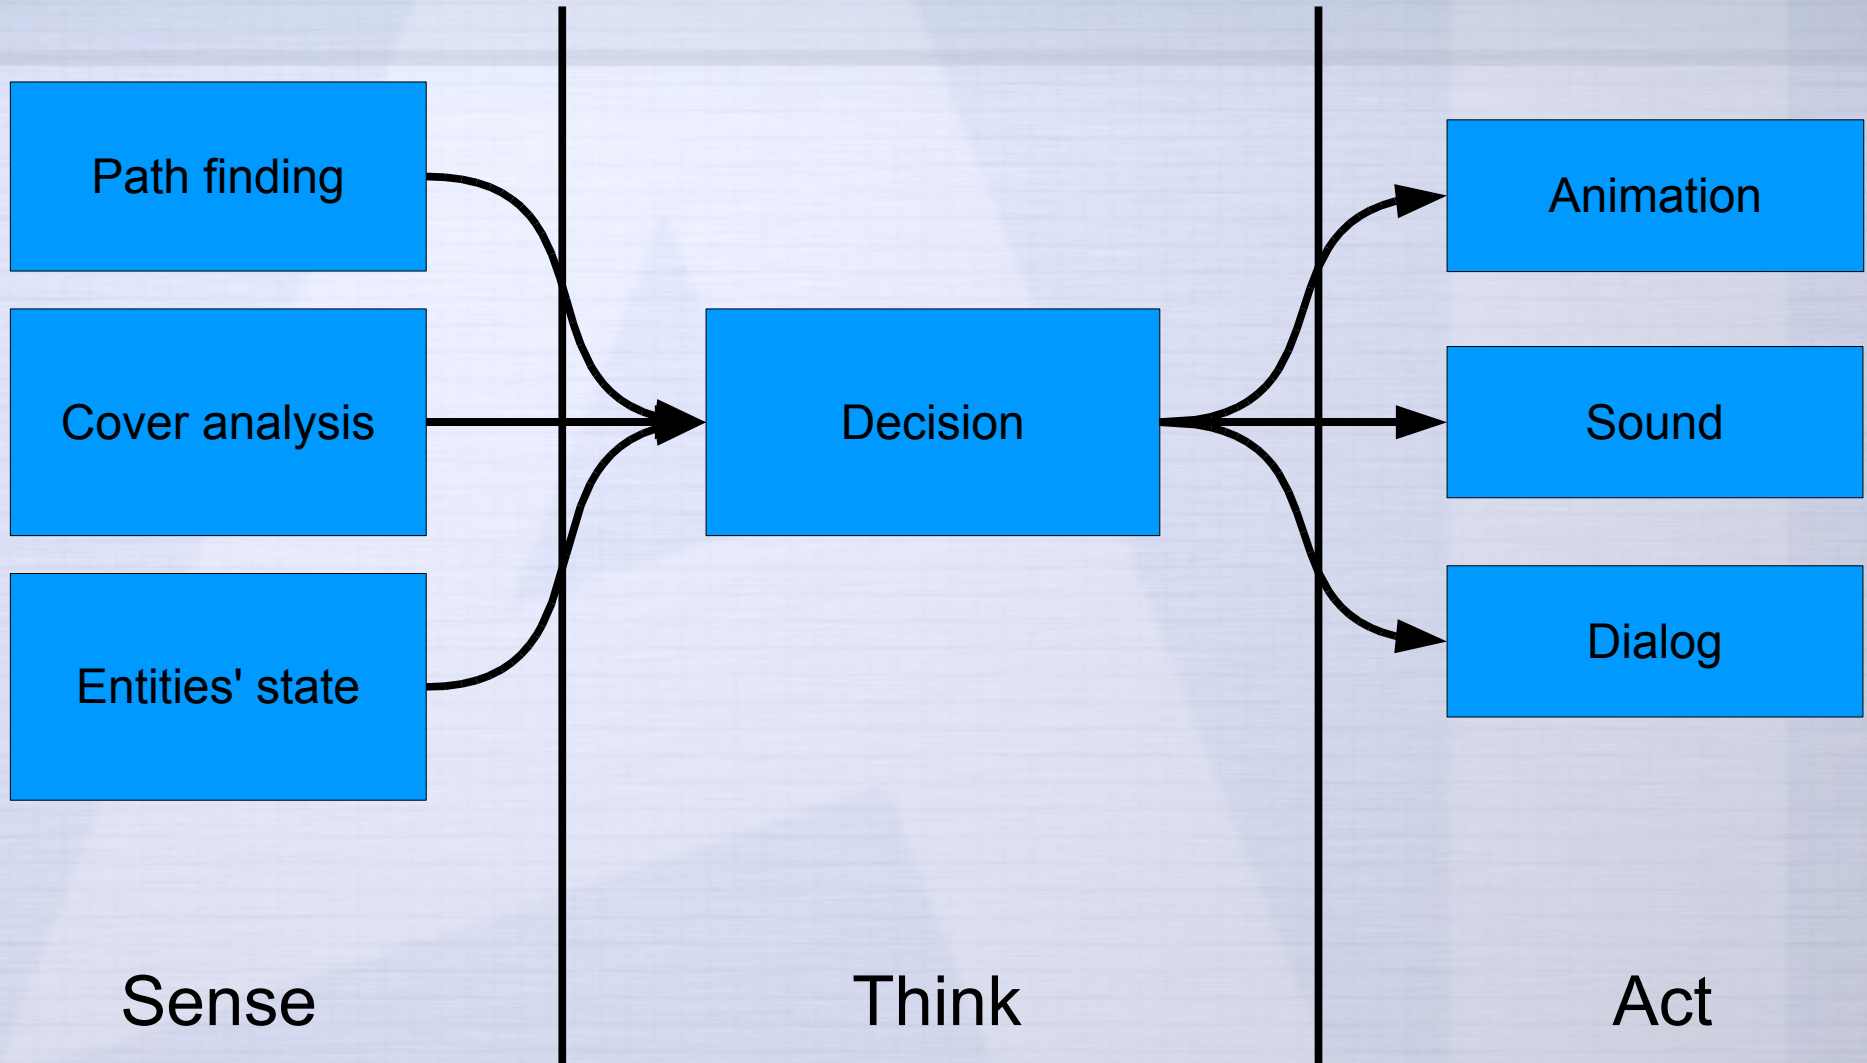 Path finding
Cover analysis
Entities' state
Decision
Animation
Sound
Dialog
Sense
Think
Act